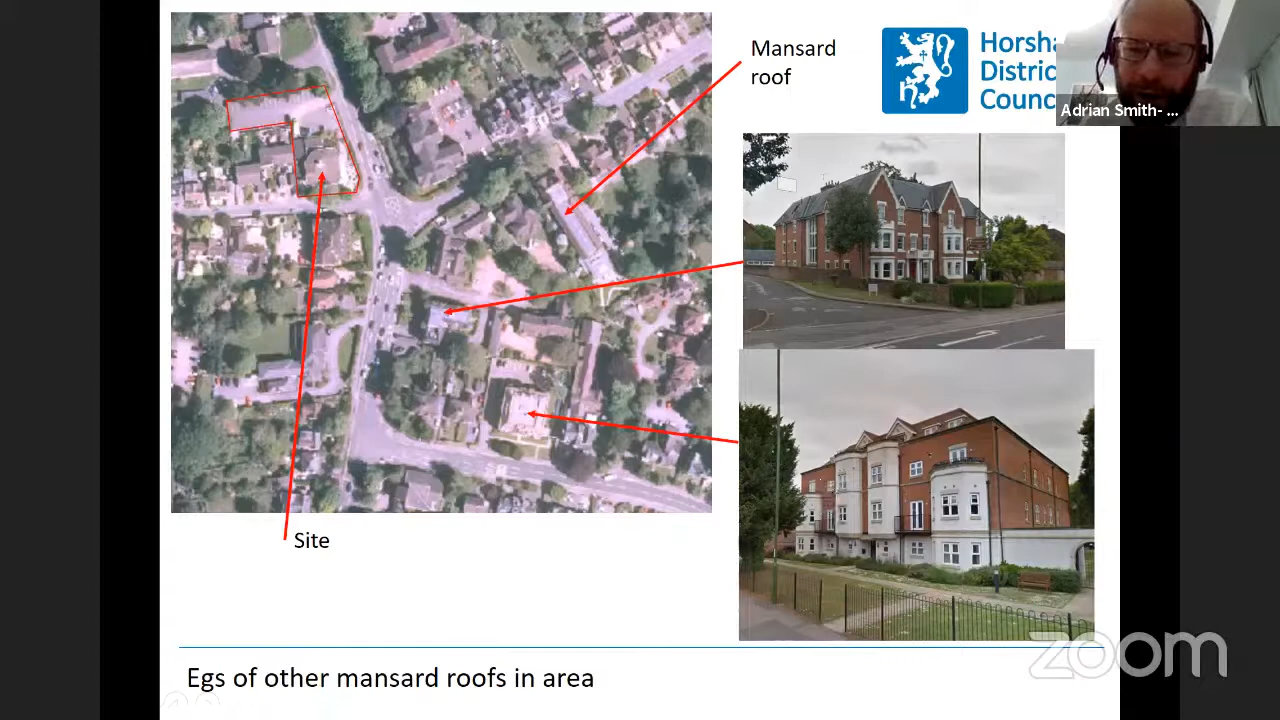 Mansard
roof
Horsha
Distric
Counc
Adrian Smith- ...
Site
Egs of other mansard roofs in area
zoom